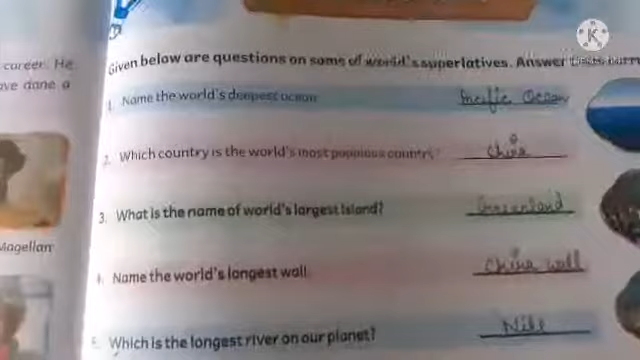 career. He
ave done a
Given below are questions on some of world's superlatives. Answer
1. Name the world's deepest ocean Pacific Ocean
2. Which country is the world's most populous country? China
3. What is the name of world's largest island? Greenland
4. Name the world's longest wall. China wall
5. Which is the longest river on our planet? Nile
Magellan
K
KINEMASTER